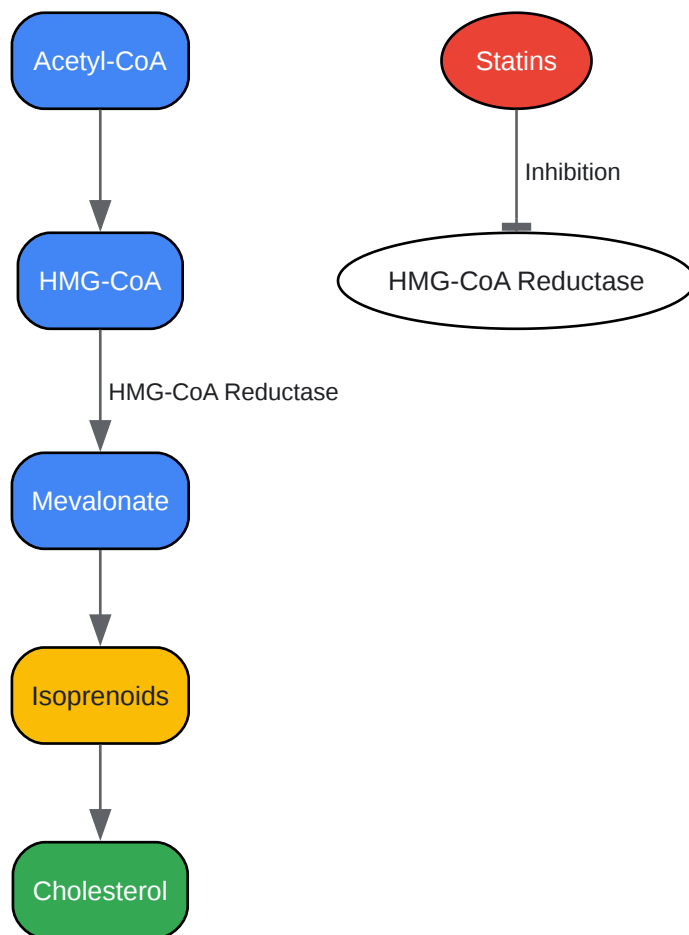 Acetyl-CoA
Statins
Inhibition
HMG-CoA
HMG-CoA Reductase
HMG-CoA Reductase
Mevalonate
Isoprenoids
Cholesterol